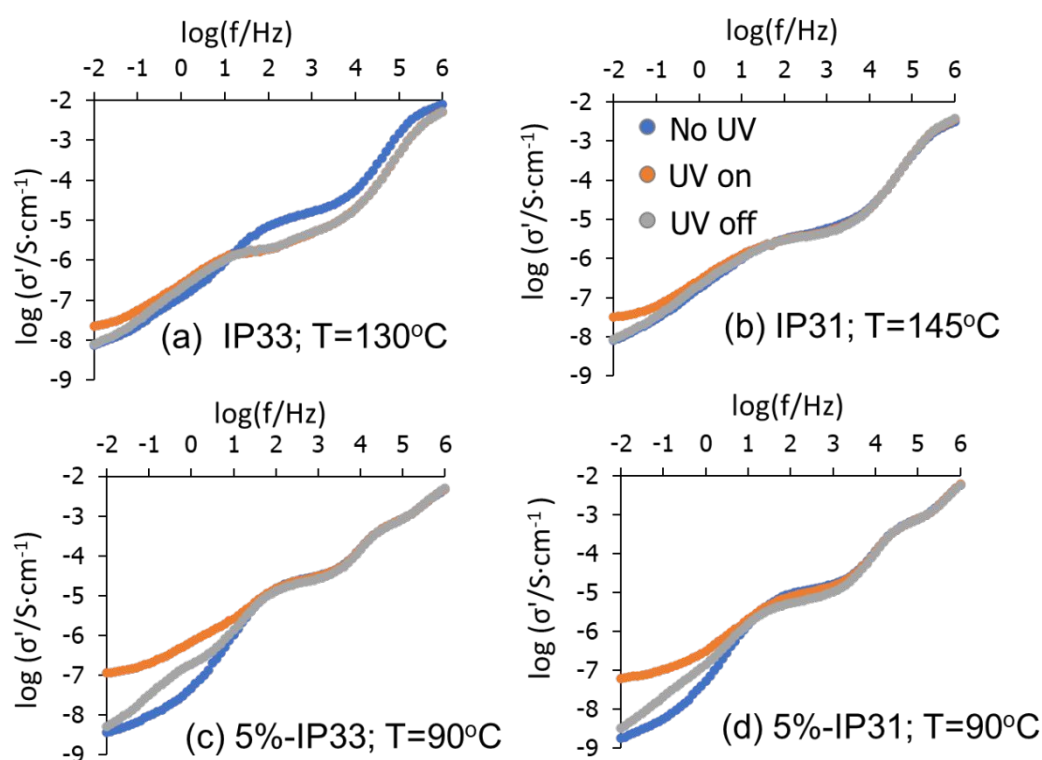 log(f/Hz)
-2 -1 0 1 2 3 4 5 6
-2
-3
-4
-5
-6
-7
-8
-9
log (σ'/S·cm⁻¹)
(a) IP33; T=130°C
log(f/Hz)
-2 -1 0 1 2 3 4 5 6
-2
-3
-4
-5
-6
-7
-8
-9
log (σ'/S·cm⁻¹)
No UV
UV on
UV off
(b) IP31; T=145°C
log(f/Hz)
-2 -1 0 1 2 3 4 5 6
-2
-3
-4
-5
-6
-7
-8
-9
log (σ'/S·cm⁻¹)
(c) 5%-IP33; T=90°C
log(f/Hz)
-2 -1 0 1 2 3 4 5 6
-2
-3
-4
-5
-6
-7
-8
-9
log (σ'/S·cm⁻¹)
(d) 5%-IP31; T=90°C